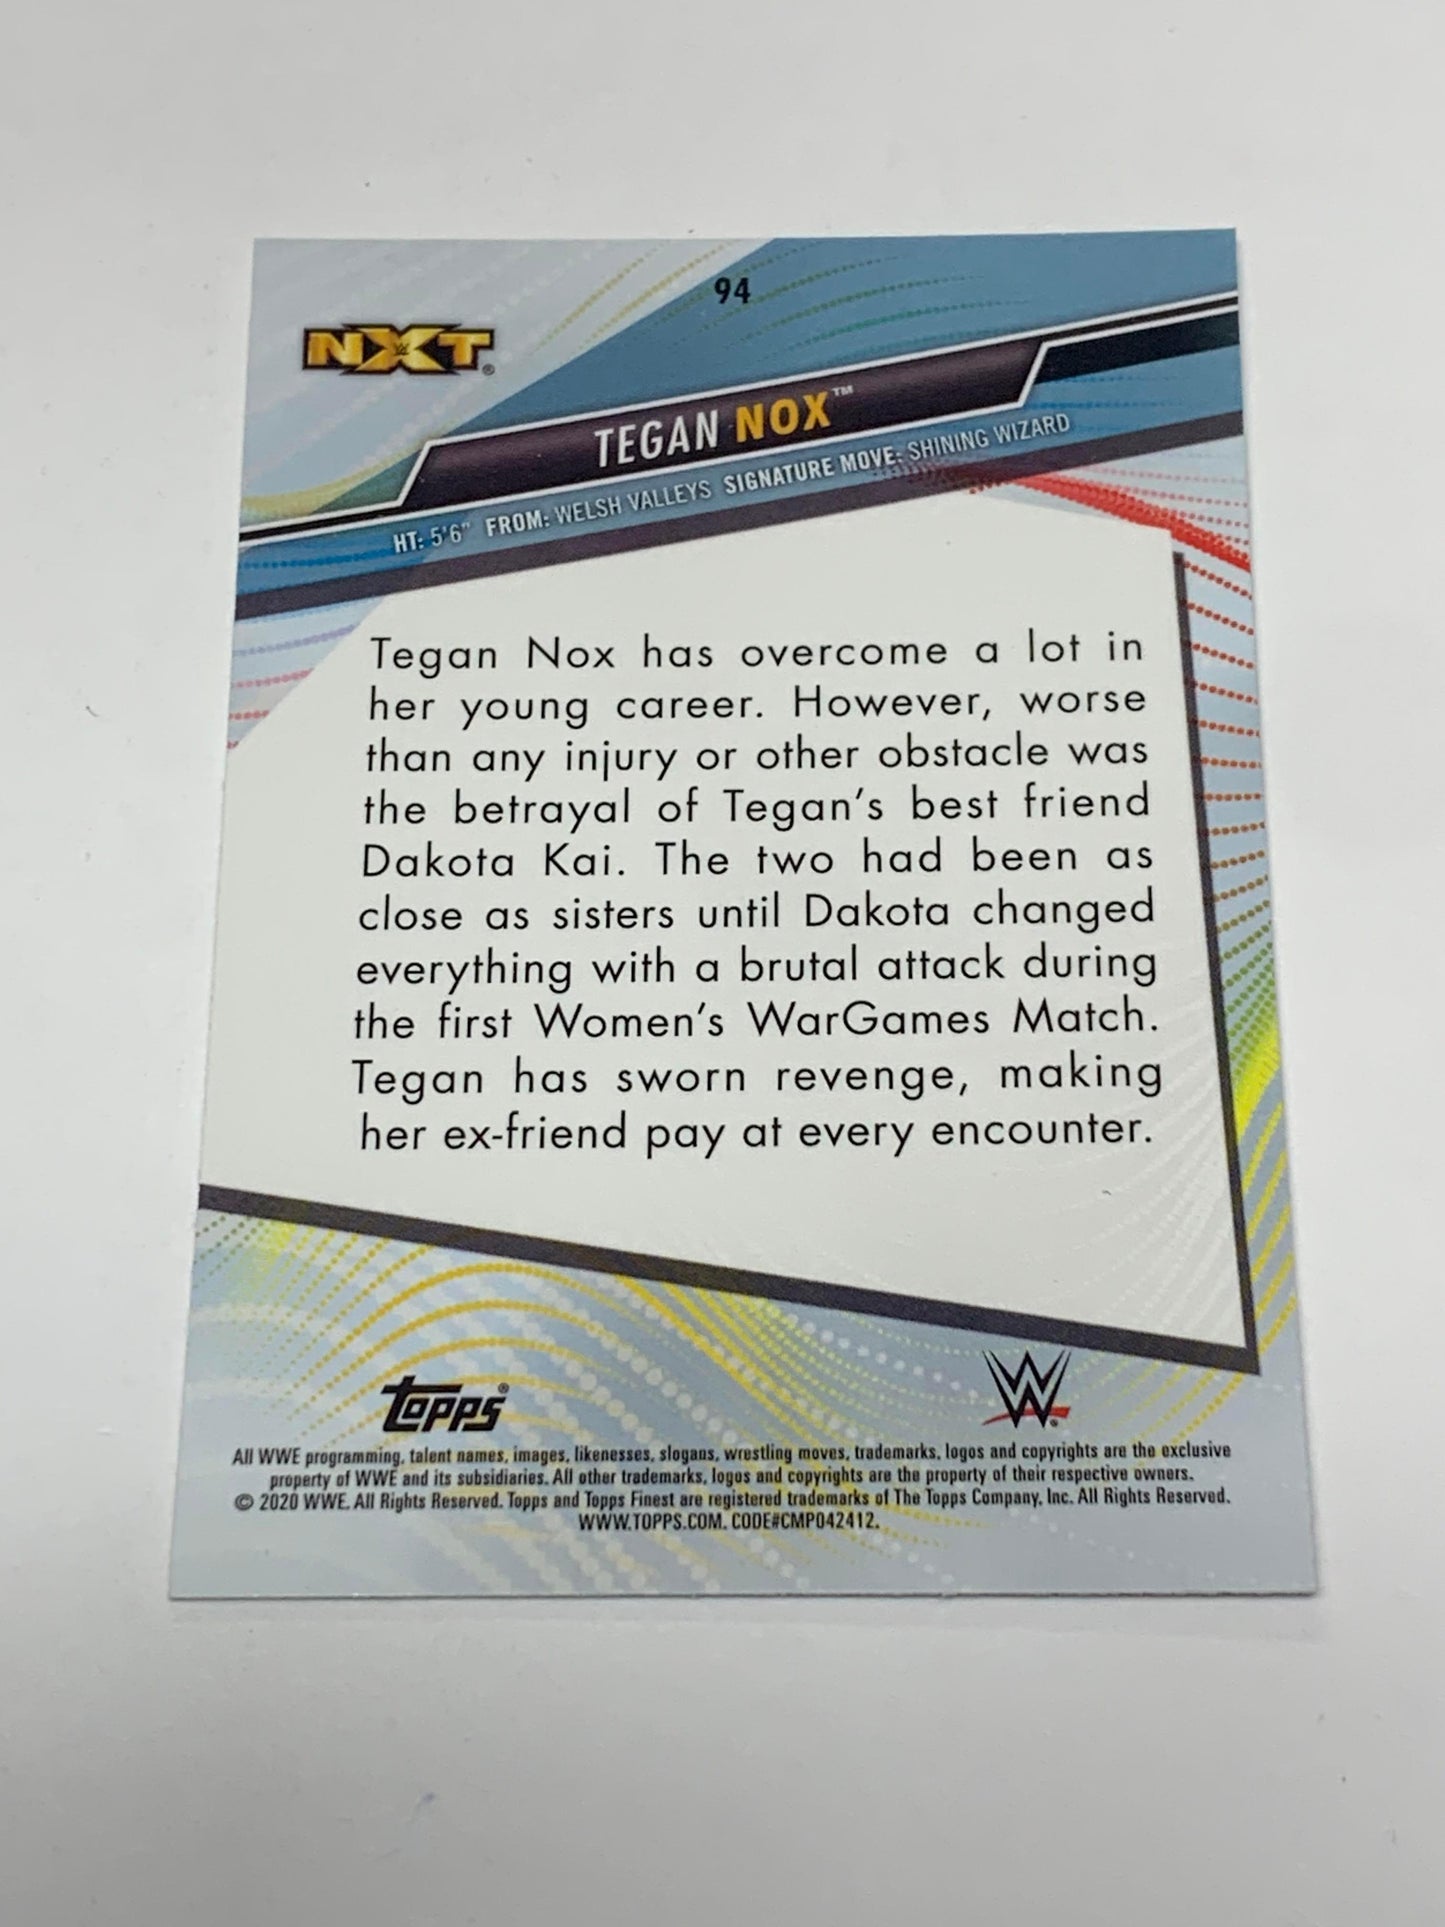 94
NXT®
TEGAN NOX™
HT: 5'6" FROM: WELSH VALLEYS SIGNATURE MOVE: SHINING WIZARD
Tegan Nox has overcome a lot in
her young career. However, worse
than any injury or other obstacle was
the betrayal of Tegan's best friend
Dakota Kai. The two had been as
close as sisters until Dakota changed
everything with a brutal attack during
the first Women's WarGames Match.
Tegan has sworn revenge, making
her ex-friend pay at every encounter.
Topps®
W®
All WWE programming, talent names, images, likenesses, slogans, wrestling moves, trademarks, logos and copyrights are the exclusive
property of WWE and its subsidiaries. All other trademarks, logos and copyrights are the property of their respective owners.
© 2020 WWE. All Rights Reserved. Topps and Topps Finest are registered trademarks of The Topps Company, Inc. All Rights Reserved.
WWW.TOPPS.COM. CODE#CMP042412.